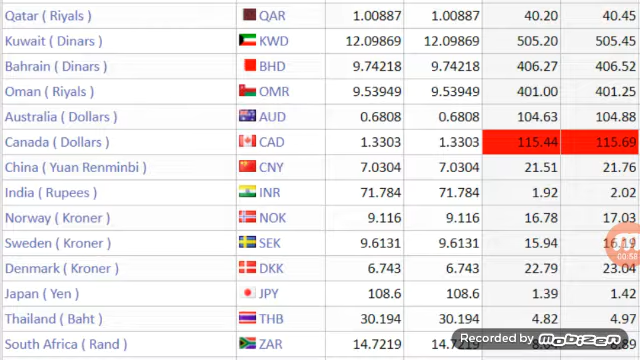 Qatar ( Riyals ) QAR 1.00887 1.00887 40.20 40.45
Kuwait ( Dinars ) KWD 12.09869 12.09869 505.20 505.45
Bahrain ( Dinars ) BHD 9.74218 9.74218 406.27 406.52
Oman ( Riyals ) OMR 9.53949 9.53949 401.00 401.25
Australia ( Dollars ) AUD 0.6808 0.6808 104.63 104.88
Canada ( Dollars ) CAD 1.3303 1.3303 115.44 115.69
China ( Yuan Renminbi ) CNY 7.0304 7.0304 21.51 21.76
India ( Rupees ) INR 71.784 71.784 1.92 2.02
Norway ( Kroner ) NOK 9.116 9.116 16.78 17.03
Sweden ( Kroner ) SEK 9.6131 9.6131 15.94 16.19
Denmark ( Kroner ) DKK 6.743 6.743 22.79 23.04
00:58
Japan ( Yen ) JPY 108.6 108.6 1.39 1.42
Thailand ( Baht ) THB 30.194 30.194 4.82 4.97
South Africa ( Rand ) ZAR 14.7219 14.7219
Recorded by mobizen